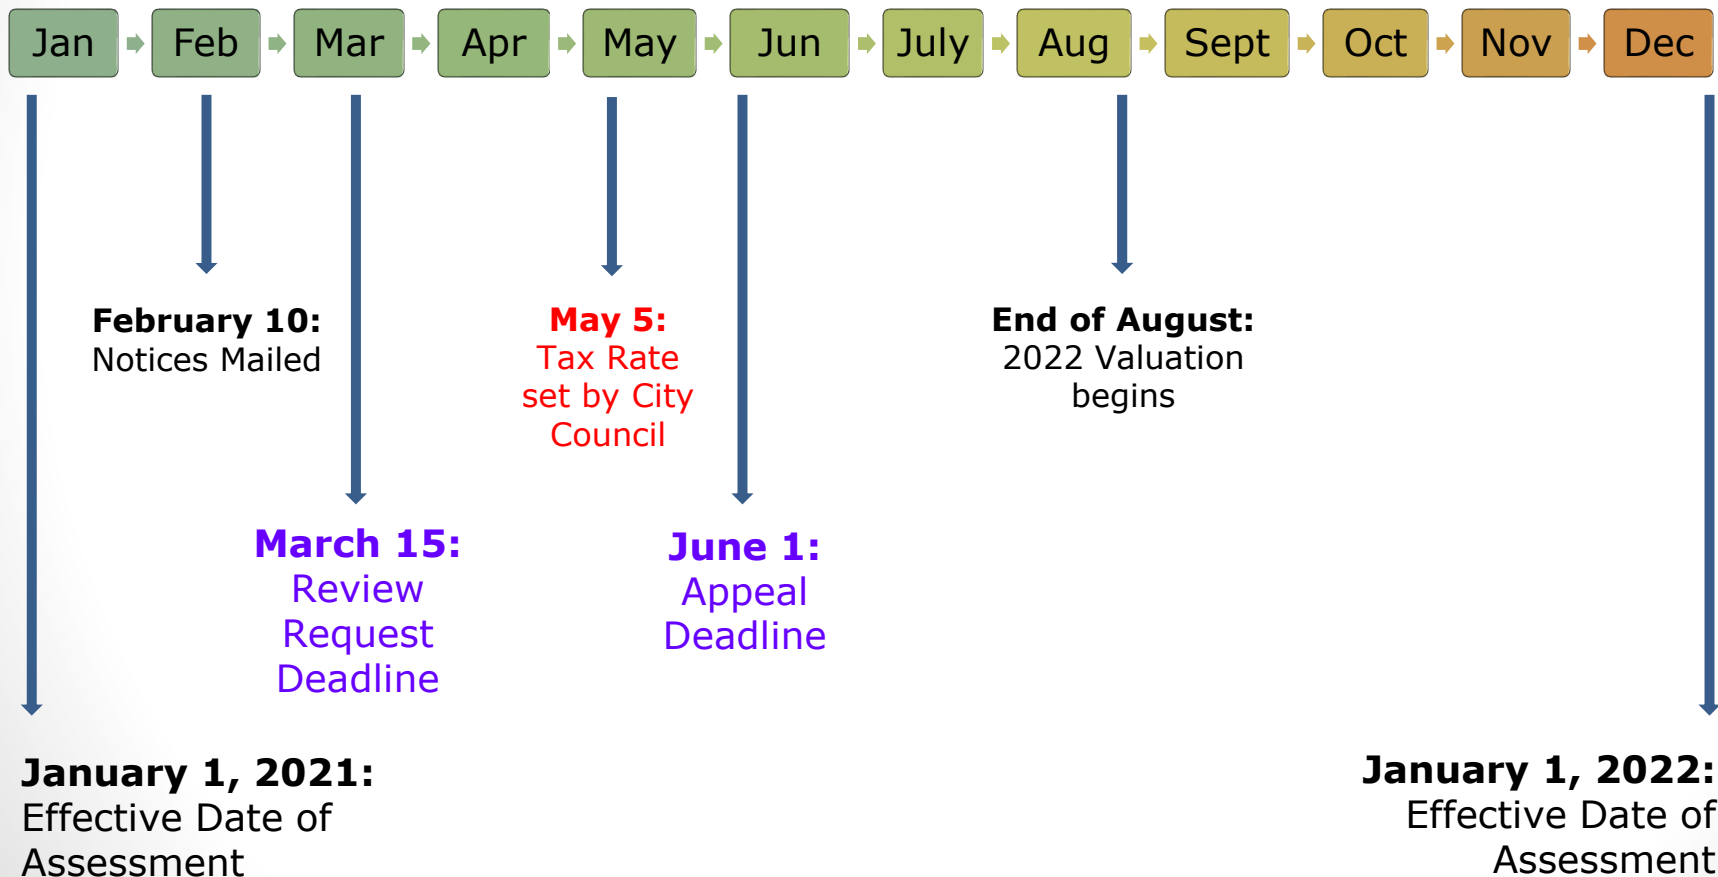 Jan Feb Mar Apr May Jun July Aug Sept Oct Nov Dec
February 10:
Notices Mailed
May 5:
Tax Rate
set by City
Council
End of August:
2022 Valuation
begins
March 15:
Review
Request
Deadline
June 1:
Appeal
Deadline
January 1, 2021:
Effective Date of
Assessment
January 1, 2022:
Effective Date of
Assessment